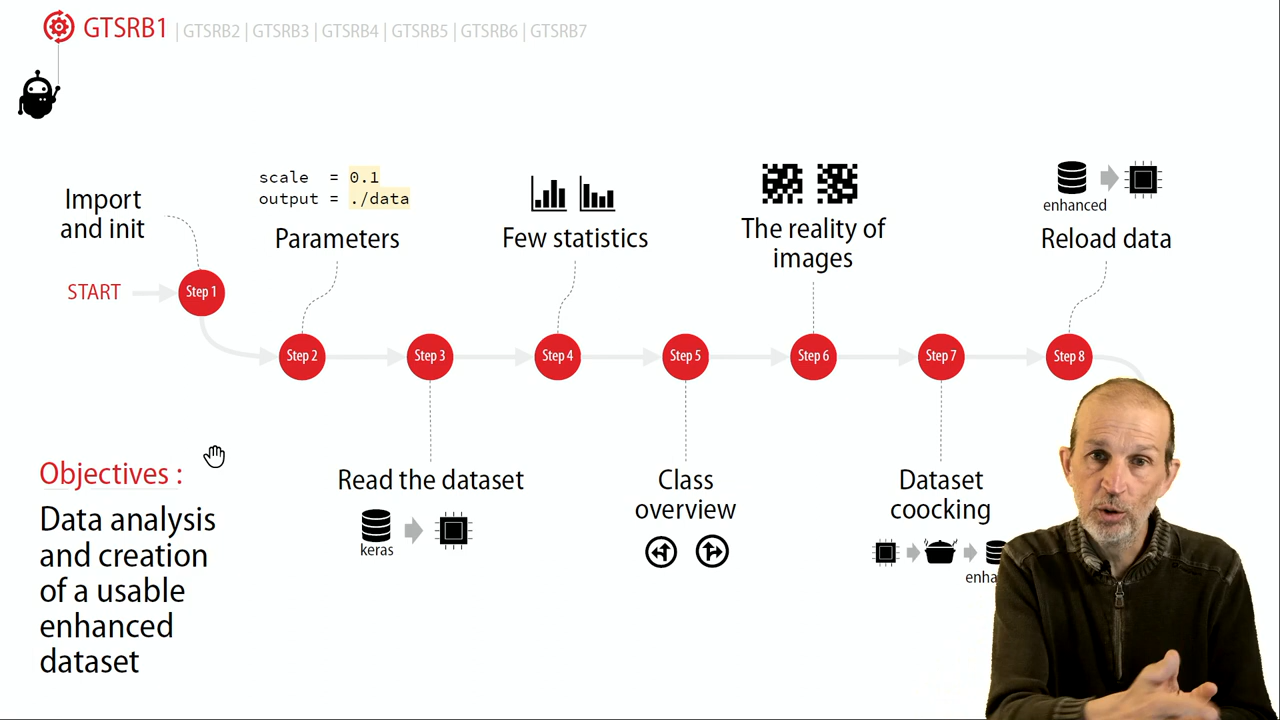 GTSRB1 | GTSRB2 | GTSRB3 | GTSRB4 | GTSRB5 | GTSRB6 | GTSRB7
Import
and init
START
Step 1
scale = 0.1
output = ./data
Parameters
Step 2
Step 3
Read the dataset
keras
Few statistics
Step 4
Step 5
Class
overview
The reality of
images
Step 6
Step 7
Dataset
coocking
enhanced
Reload data
Step 8
Objectives :
Data analysis
and creation
of a usable
enhanced
dataset